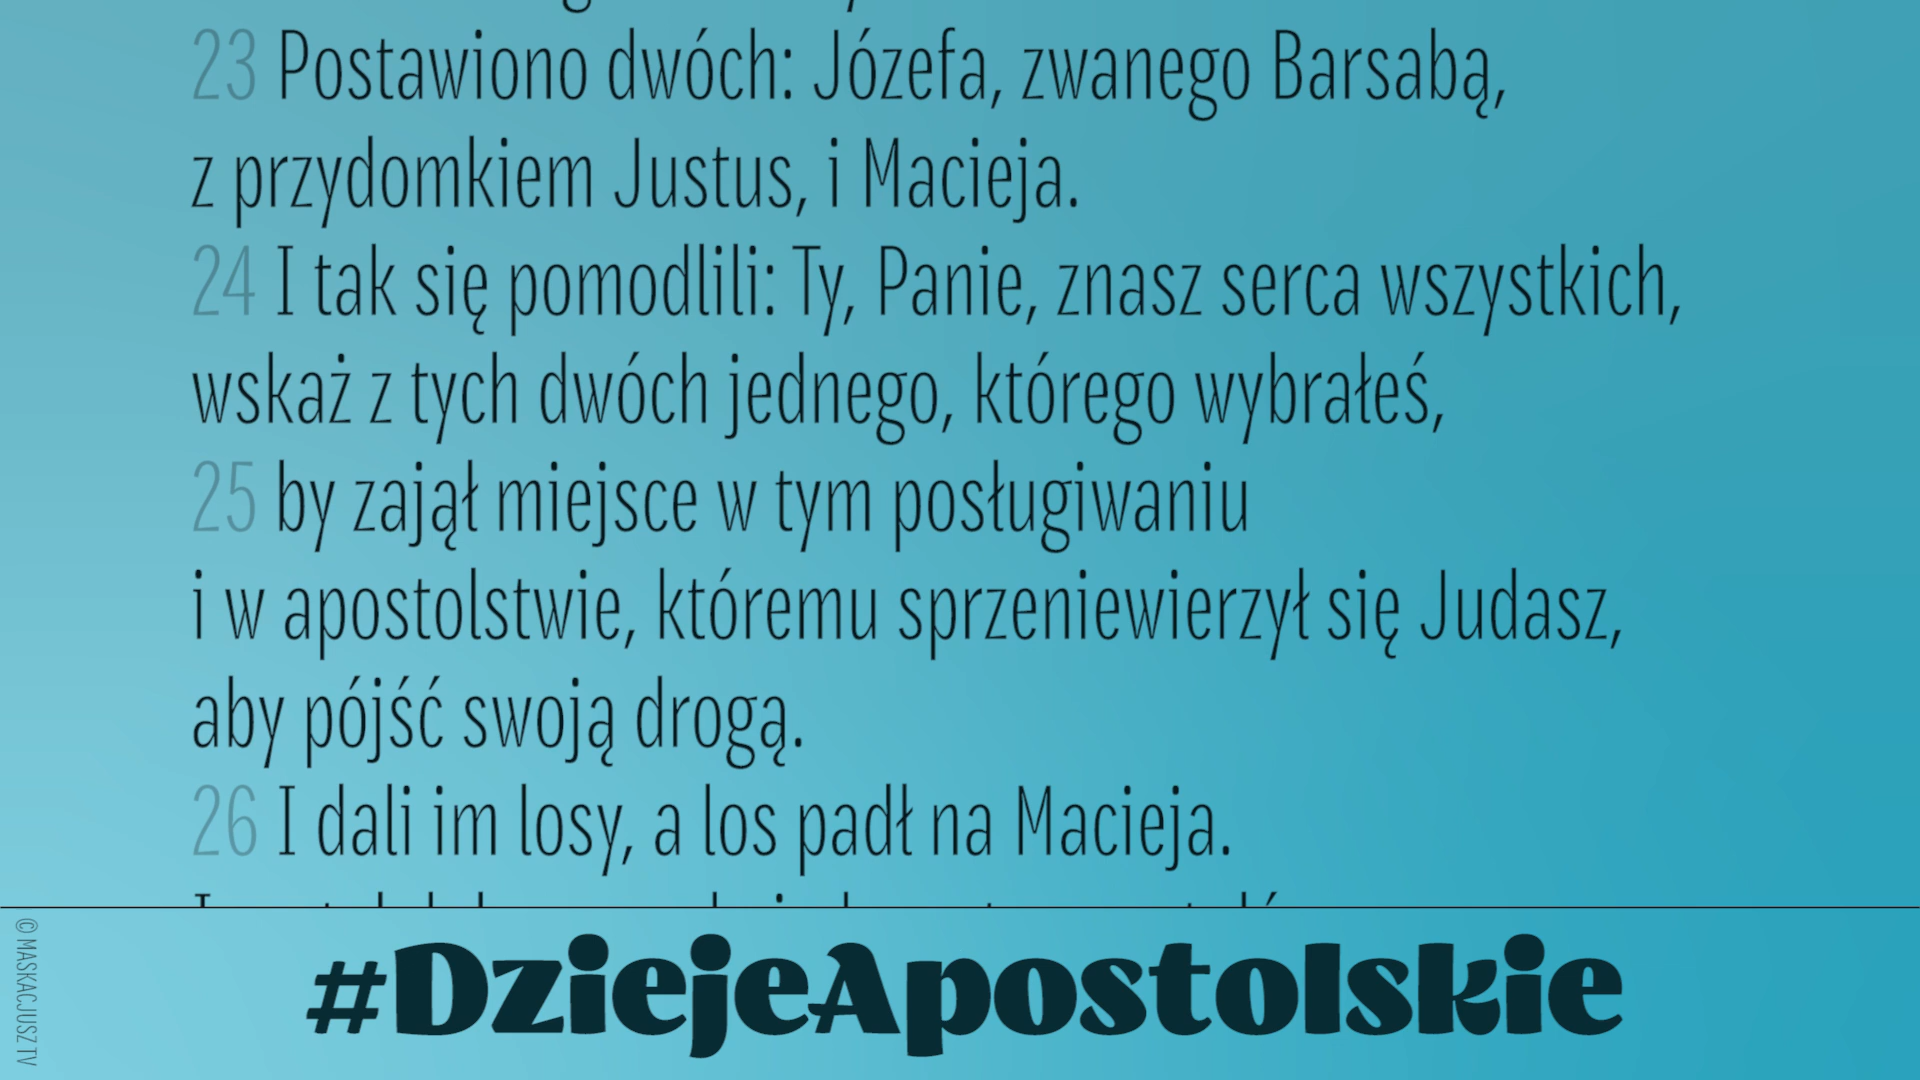 23 Postawiono dwóch: Józefa, zwanego Barsabą,
z przydomkiem Justus, i Macieja.
24 I tak się pomodlili: Ty, Panie, znasz serca wszystkich,
wskaż z tych dwóch jednego, którego wybrałeś,
25 by zajął miejsce w tym posługiwaniu
i w apostolstwie, któremu sprzeniewierzył się Judasz,
aby pójść swoją drogą.
26 I dali im losy, a los padł na Macieja.
#DziejeApostolskie
© MASKACJUSZ TV